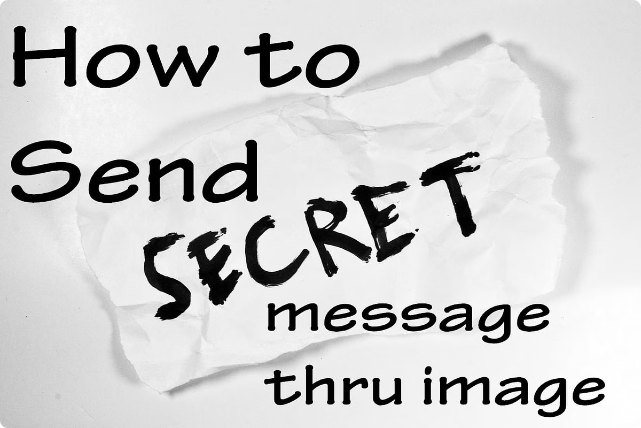 How to
Send
SECRET
message
thru image